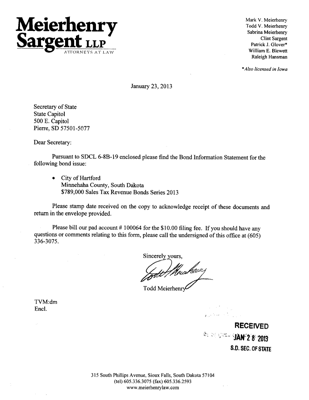 Meierhenry
Sargent LLP
ATTORNEYS AT LAW
Mark V. Meierhenry
Todd V. Meierhenry
Sabrina Meierhenry
Clint Sargent
Patrick J. Glover*
William E. Blewett
Raleigh Hansman
*Also licensed in Iowa
January 23, 2013
Secretary of State
State Capitol
500 E. Capitol
Pierre, SD 57501-5077
Dear Secretary:
Pursuant to SDCL 6-8B-19 enclosed please find the Bond Information Statement for the
following bond issue:
• City of Hartford
Minnehaha County, South Dakota
$789,000 Sales Tax Revenue Bonds Series 2013
Please stamp date received on the copy to acknowledge receipt of these documents and
return in the envelope provided.
Please bill our pad account # 100064 for the $10.00 filing fee. If you should have any
questions or comments relating to this form, please call the undersigned of this office at (605)
336-3075.
Sincerely yours,
Todd Meierhenry
Todd Meierhenry
TVM:dm
Encl.
RECEIVED
JAN 28 2013
S.D. SEC. OF STATE
315 South Phillips Avenue, Sioux Falls, South Dakota 57104
(tel) 605.336.3075 (fax) 605.336.2593
www.meierhenrylaw.com